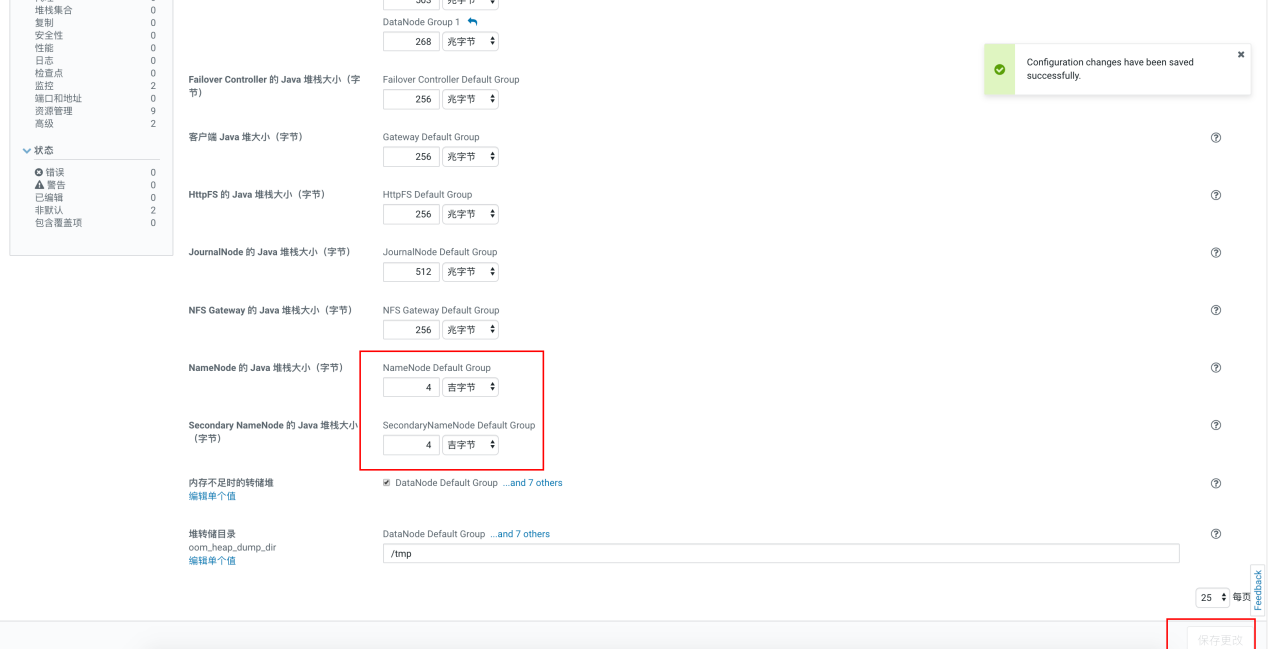 堆栈集合 0
复制 0
安全性 0
性能 0
日志 0
检查点 0
监控 2
端口和地址 0
资源管理 9
高级 2
状态
错误 0
警告 0
已编辑 0
非默认 2
包含覆盖项 0
DataNode Group 1
268 兆字节
Failover Controller 的 Java 堆栈大小（字
节）
Failover Controller Default Group
256 兆字节
客户端 Java 堆大小（字节）
Gateway Default Group
256 兆字节
HttpFS 的 Java 堆栈大小（字节）
HttpFS Default Group
256 兆字节
JournalNode 的 Java 堆栈大小（字节）
JournalNode Default Group
512 兆字节
NFS Gateway 的 Java 堆栈大小（字节）
NFS Gateway Default Group
256 兆字节
NameNode 的 Java 堆栈大小（字节）
NameNode Default Group
4 吉字节
Secondary NameNode 的 Java 堆栈大小
（字节）
SecondaryNameNode Default Group
4 吉字节
内存不足时的转储堆
编辑单个值
DataNode Default Group ...and 7 others
堆转储目录
oom_heap_dump_dir
编辑单个值
DataNode Default Group ...and 7 others
/tmp
Configuration changes have been saved
successfully.
25 每页
Feedback
保存更改